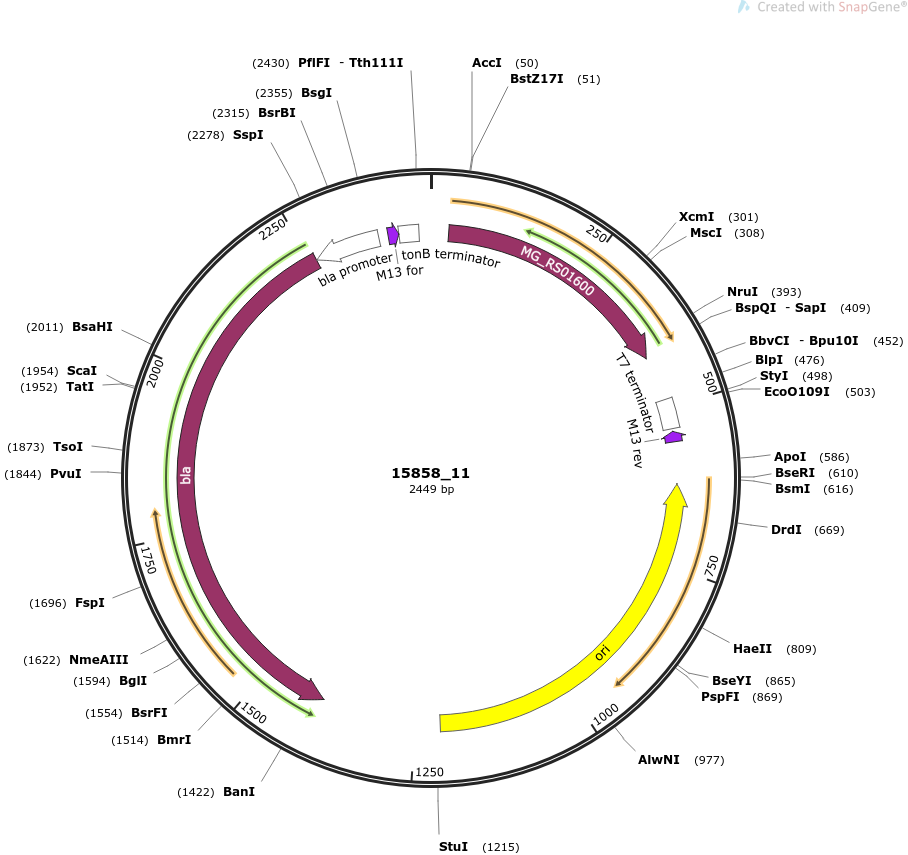 Created with SnapGene®
(2430) PflFI - Tth111I
AccI (50)
BstZ17I (51)
(2355) BsgI
(2315) BsrBI
(2278) SspI
XcmI (301)
MscI (308)
2250
250
bla promoter
M13 for
tonB terminator
MG_RS01600
NruI (393)
BspQI - SapI (409)
(2011) BsaHI
BbvCI - Bpu10I (452)
BlpI (476)
StyI (498)
EcoO109I (503)
(1954) ScaI
(1952) TatI
2000
500
T7 terminator
M13 rev
(1873) TsoI
(1844) PvuI
bla
15858_11
2449 bp
ApoI (586)
BseRI (610)
BsmI (616)
DrdI (669)
1750
750
(1696) FspI
HaeII (809)
(1622) NmeAIII
(1594) BglI
ori
BseYI (865)
PspFI (869)
(1554) BsrFI
1500
1000
(1514) BmrI
AlwNI (977)
1250
(1422) BanI
StuI (1215)